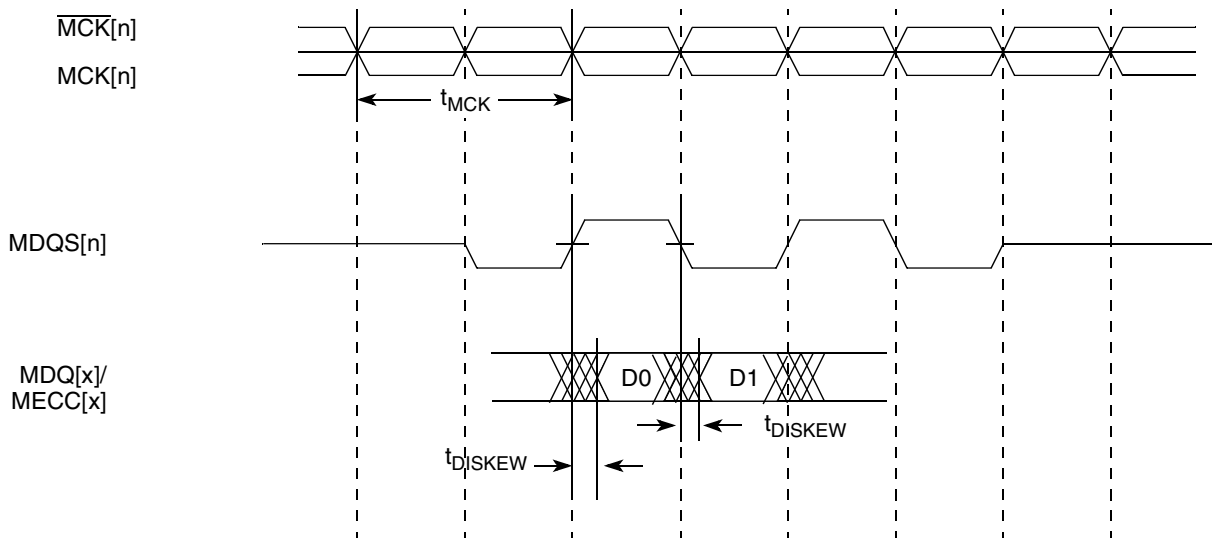 MCK[n]
MCK[n]
tMCK
MDQS[n]
MDQ[x]/
MECC[x]
D0 D1
tDISKEW
tDISKEW